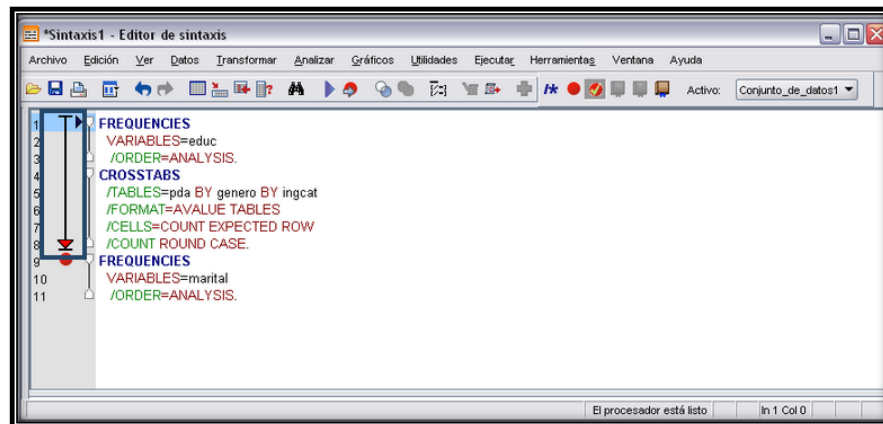 *Sintaxis1 - Editor de sintaxis
Archivo Edición Ver Datos Transformar Analizar Gráficos Utilidades Ejecutar Herramientas Ventana Ayuda
Activo: Conjunto_de_datos1
1 FREQUENCIES
2 VARIABLES=educ
3 /ORDER=ANALYSIS.
4 CROSSTABS
5 /TABLES=pda BY genero BY ingcat
6 /FORMAT=AVALUE TABLES
7 /CELLS=COUNT EXPECTED ROW
8 /COUNT ROUND CASE.
9 FREQUENCIES
10 VARIABLES=marital
11 /ORDER=ANALYSIS.
El procesador está listo In 1 Col 0